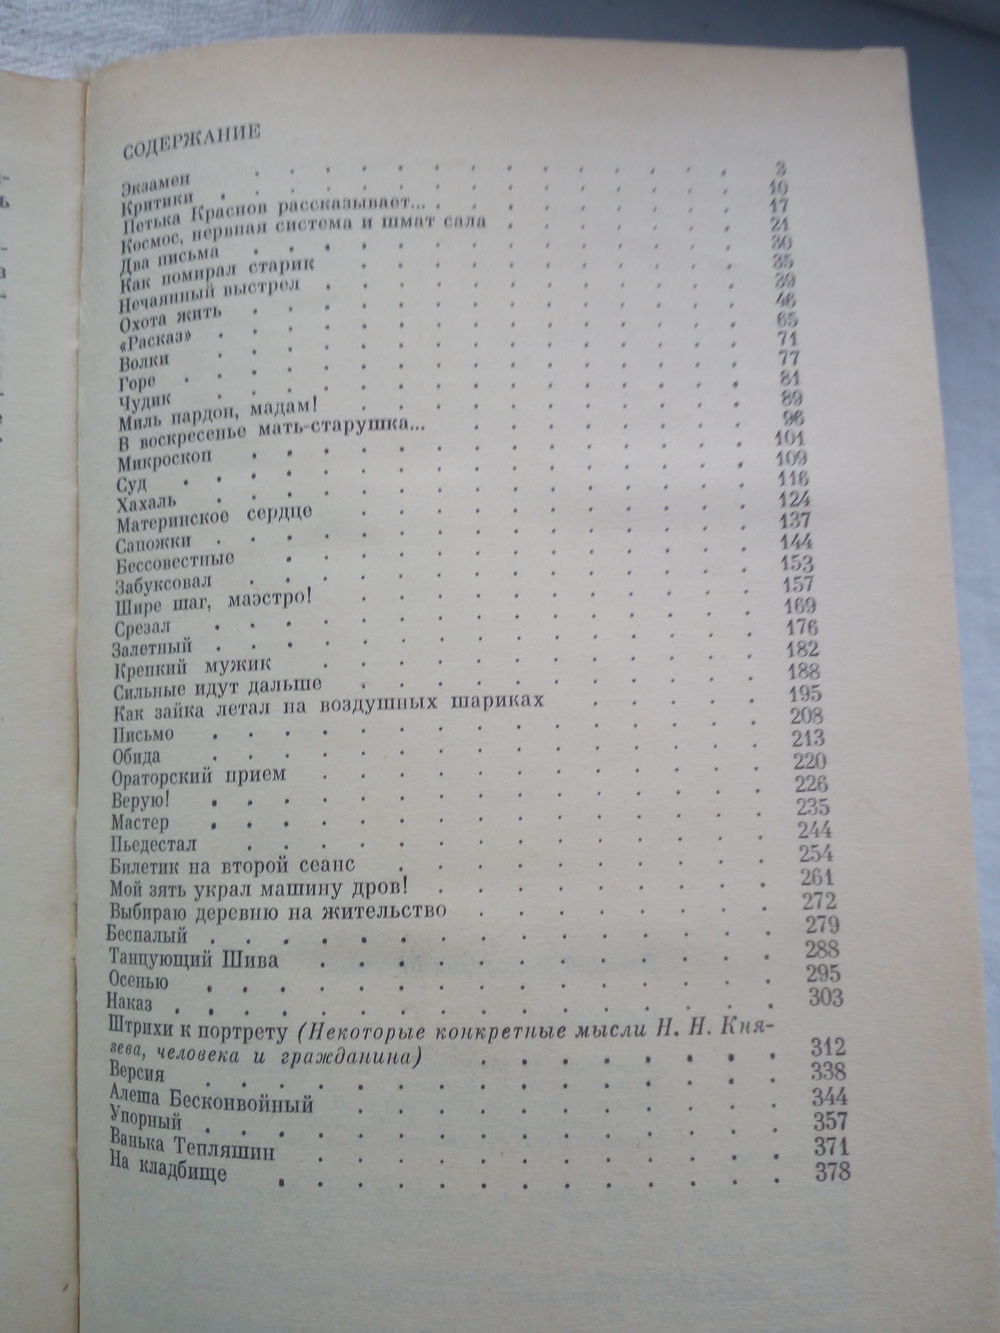 СОДЕРЖАНИЕ
Экзамен . . . . . . . . . . . . . . 3
Критики . . . . . . . . . . . . . . . 10
Петька Краснов рассказывает... . . . . . . . . . 17
Космос, нервная система и шмат сала . . . . . . . 21
Два письма . . . . . . . . . . . . . . 30
Как помирал старик . . . . . . . . . . . 35
Нечаянный выстрел . . . . . . . . . . . . 39
Охота жить . . . . . . . . . . . . . . 46
«Расказ» . . . . . . . . . . . . . . . 65
Волки . . . . . . . . . . . . . . . 71
Горе . . . . . . . . . . . . . . . . 77
Чудик . . . . . . . . . . . . . . . 81
Миль пардон, мадам! . . . . . . . . . . . 89
В воскресенье мать-старушка... . . . . . . . . 96
Микроскоп . . . . . . . . . . . . . . 101
Суд . . . . . . . . . . . . . . . . 109
Хахаль . . . . . . . . . . . . . . . 116
Материнское сердце . . . . . . . . . . . 124
Сапожки . . . . . . . . . . . . . . . 137
Бессовестные . . . . . . . . . . . . . 144
Забуксовал . . . . . . . . . . . . . . 153
Шире шаг, маэстро! . . . . . . . . . . . 157
Срезал . . . . . . . . . . . . . . . 169
Залетный . . . . . . . . . . . . . . . 176
Крепкий мужик . . . . . . . . . . . . 182
Сильные идут дальше . . . . . . . . . . . 188
Как зайка летал на воздушных шариках . . . . . 195
Письмо . . . . . . . . . . . . . . . 208
Обида . . . . . . . . . . . . . . . 213
Ораторский прием . . . . . . . . . . . . 220
Верую! . . . . . . . . . . . . . . . 226
Мастер . . . . . . . . . . . . . . . 235
Пьедестал . . . . . . . . . . . . . . 244
Билетик на второй сеанс . . . . . . . . . . 254
Мой зять украл машину дров! . . . . . . . . . 261
Выбираю деревню на жительство . . . . . . . . 272
Беспалый . . . . . . . . . . . . . . . 279
Танцующий Шива . . . . . . . . . . . . 288
Осенью . . . . . . . . . . . . . . . 295
Наказ . . . . . . . . . . . . . . . . 303
Штрихи к портрету (Некоторые конкретные мысли Н. Н. Кня-
зева, человека и гражданина) . . . . . . . . 312
Версия . . . . . . . . . . . . . . . 338
Алеша Бесконвойный . . . . . . . . . . . 344
Упорный . . . . . . . . . . . . . . . 357
Ванька Тепляшин . . . . . . . . . . . . 371
На кладбище . . . . . . . . . . . . . 378